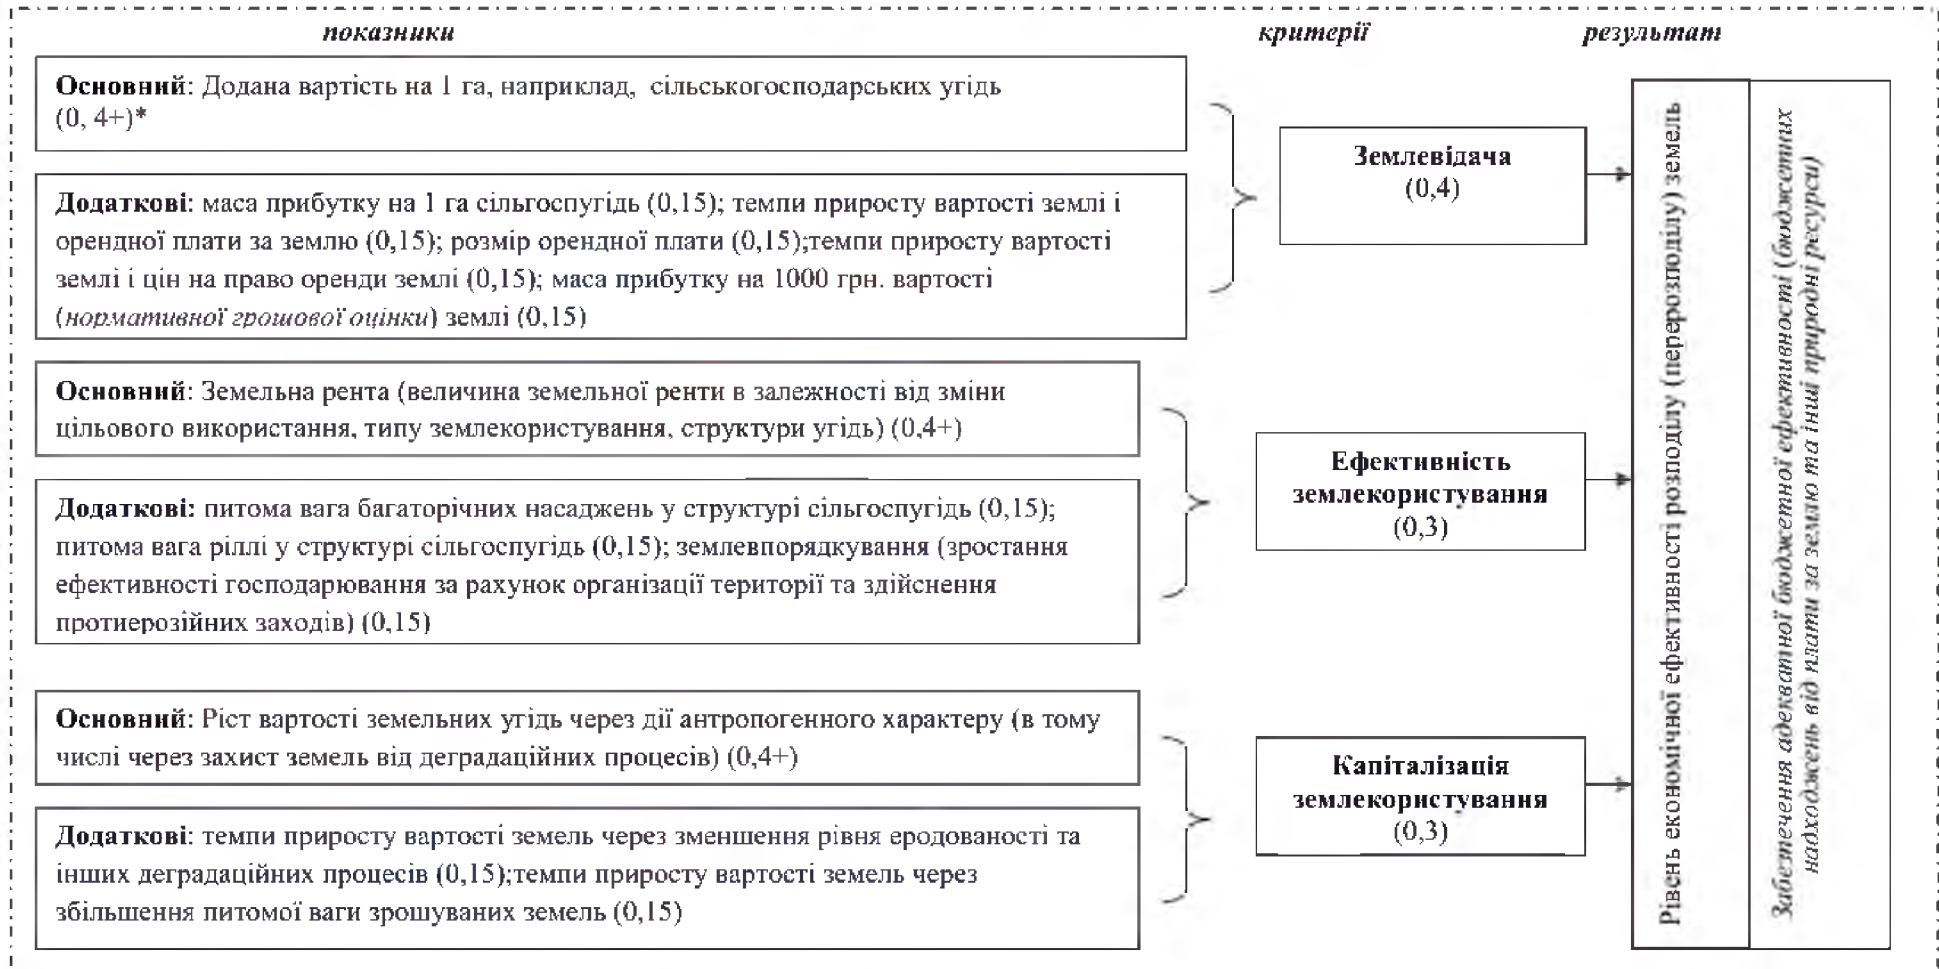 показники
критерії
результат
Основний: Додана вартість на 1 га, наприклад, сільськогосподарських угідь
(0, 4+)*
Додаткові: маса прибутку на 1 га сільгоспугідь (0,15); темпи приросту вартості землі і
орендної плати за землю (0,15); розмір орендної плати (0,15);темпи приросту вартості
землі і цін на право оренди землі (0,15); маса прибутку на 1000 грн. вартості
(нормативної грошової оцінки) землі (0,15)
Землевідача
(0,4)
Основний: Земельна рента (величина земельної ренти в залежності від зміни
цільового використання, типу землекористування, структури угідь) (0,4+)
Додаткові: питома вага багаторічних насаджень у структурі сільгоспугідь (0,15);
питома вага ріллі у структурі сільгоспугідь (0,15); землевпорядкування (зростання
ефективності господарювання за рахунок організації території та здійснення
протиерозійних заходів) (0,15)
Ефективність
землекористування
(0,3)
Основний: Ріст вартості земельних угідь через дії антропогенного характеру (в тому
числі через захист земель від деградаційних процесів) (0,4+)
Додаткові: темпи приросту вартості земель через зменшення рівня еродованості та
інших деградаційних процесів (0,15);темпи приросту вартості земель через
збільшення питомої ваги зрошуваних земель (0,15)
Капіталізація
землекористування
(0,3)
Рівень економічної ефективності розподілу (перерозподілу) земель
Забезпечення адекватної бюджетної ефективності (бюджетних
надходжень від плати за землю та інші природні ресурси)